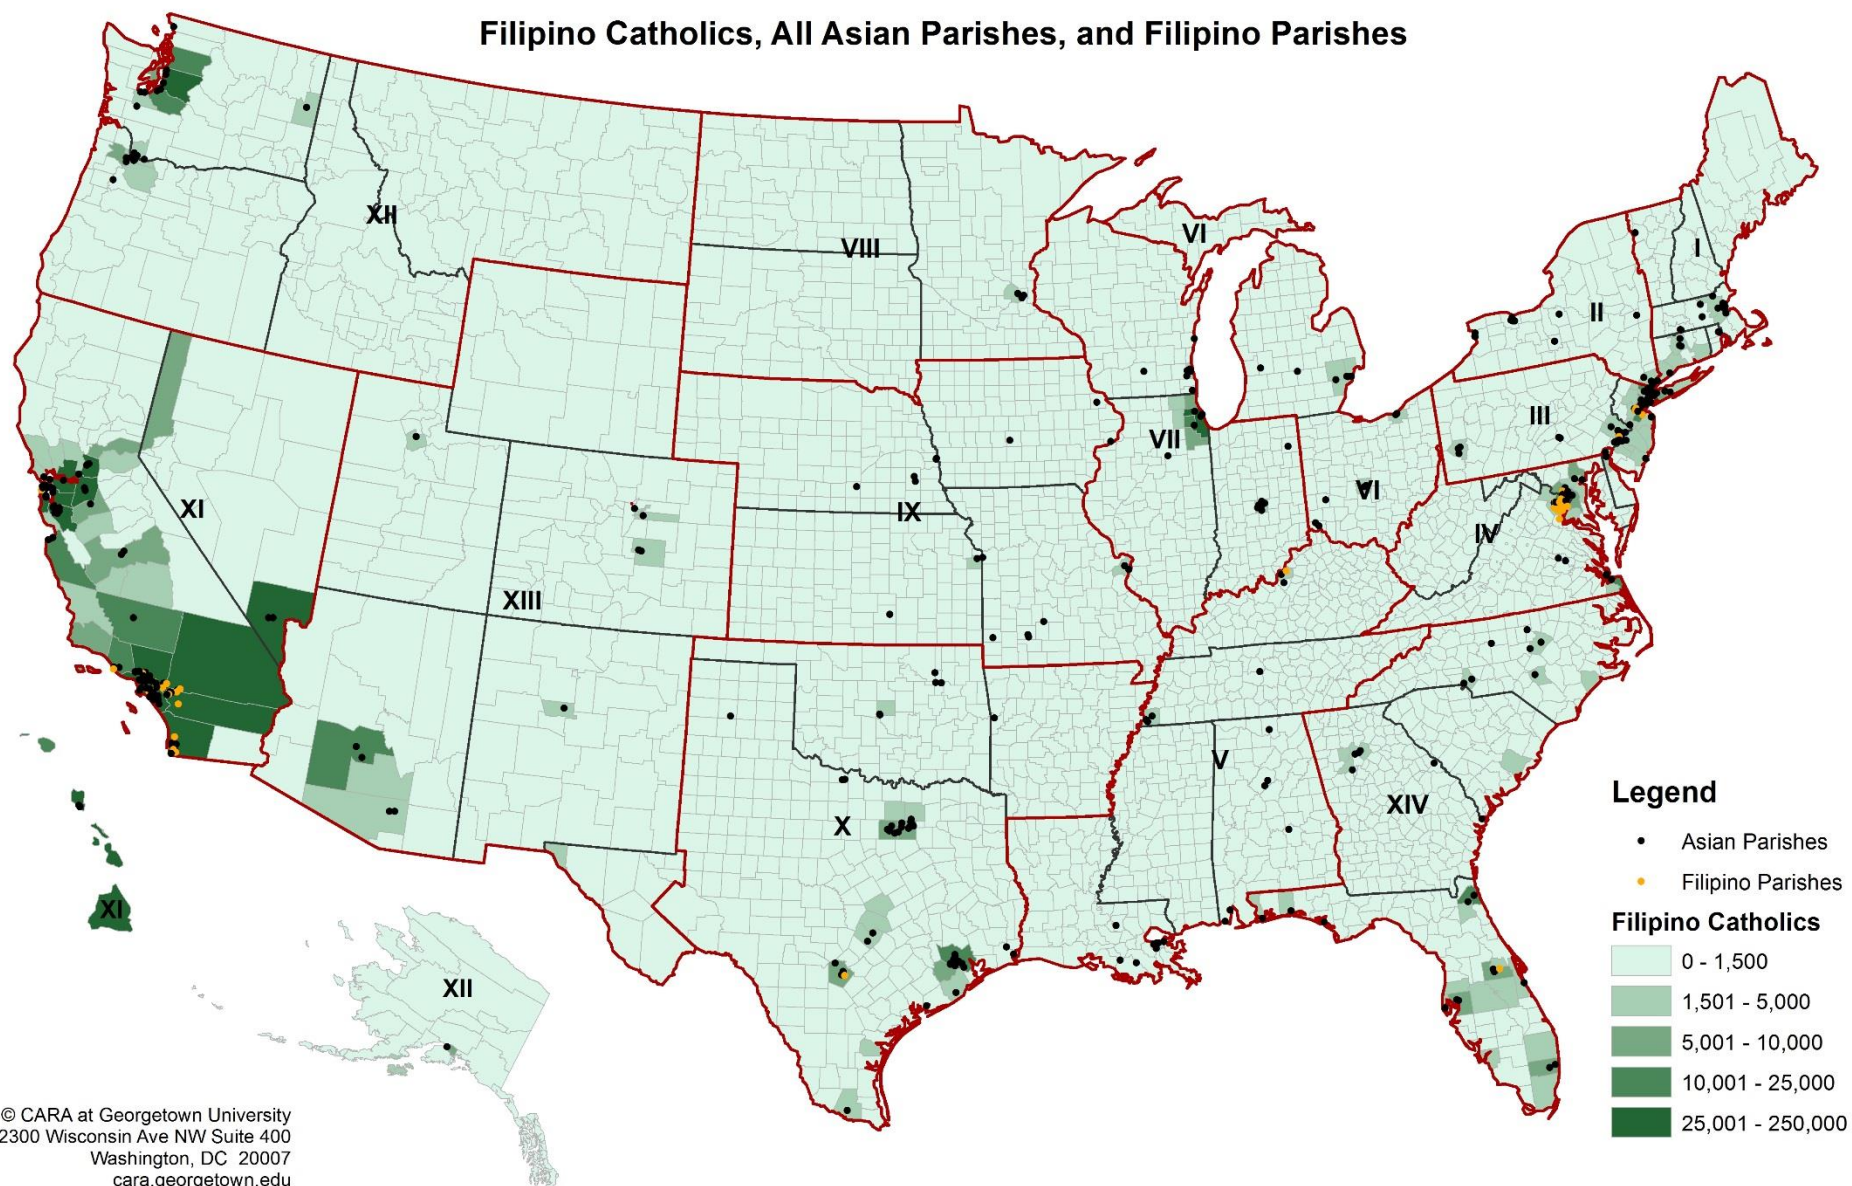 Filipino Catholics, All Asian Parishes, and Filipino Parishes
XII
VIII
VI
I
II
III
VII
VI
XI
IX
IV
XIII
V
X
XIV
XI
XII
Legend
Asian Parishes
Filipino Parishes
Filipino Catholics
0 - 1,500
1,501 - 5,000
5,001 - 10,000
10,001 - 25,000
25,001 - 250,000
© CARA at Georgetown University
2300 Wisconsin Ave NW Suite 400
Washington, DC 20007
cara.georgetown.edu